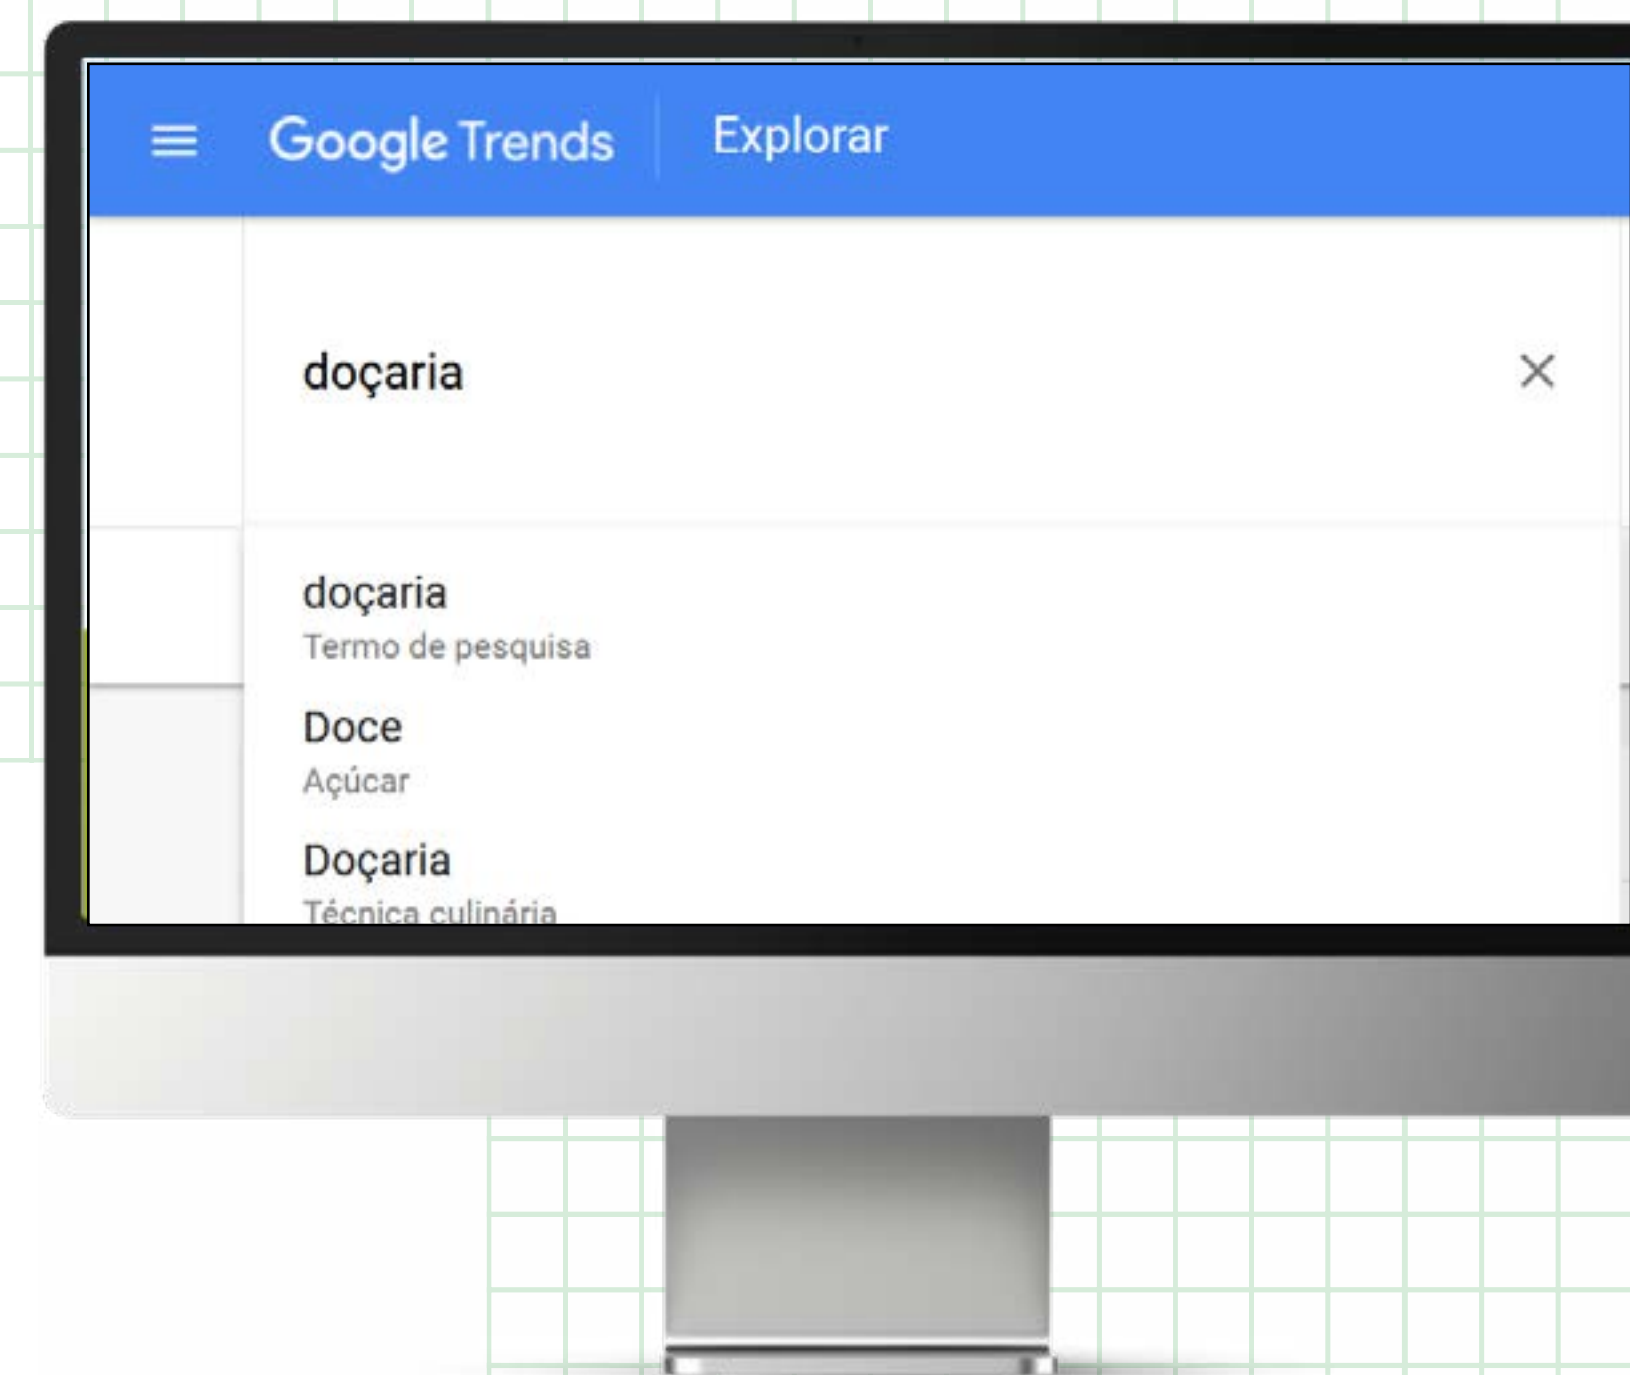 Google Trends
Explorar
doçaria
doçaria
Termo de pesquisa
Doce
Açúcar
Doçaria
Técnica culinária